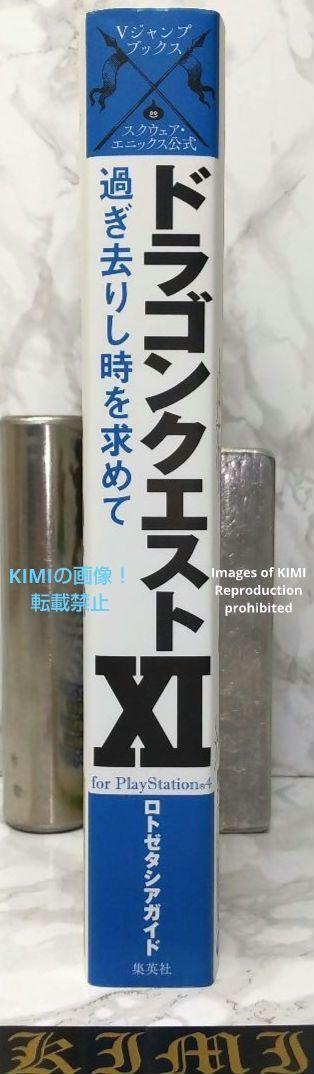 Vジャンプ
ブックス
スクウェア・
エニックス公式
ドラゴンクエスト
XI
過ぎ去りし時を求めて
for PlayStation®4
ロトゼタシアガイド
集英社
KIMIの画像！
転載禁止
Images of KIMI
Reproduction
prohibited
KIMI